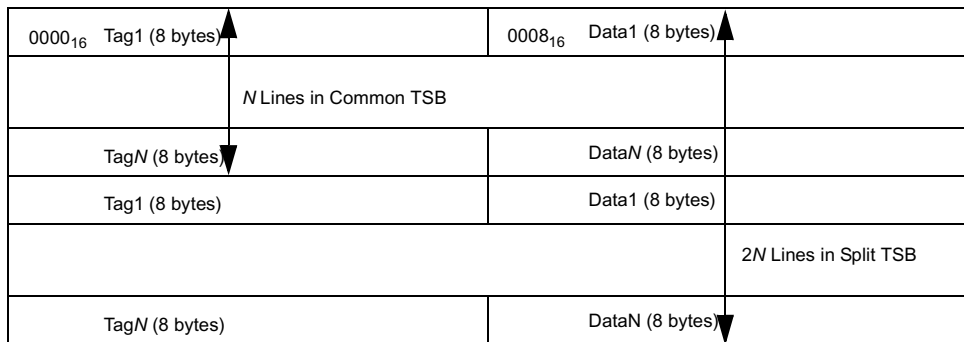 0000₁₆ Tag1 (8 bytes) 0008₁₆ Data1 (8 bytes)
N Lines in Common TSB
TagN (8 bytes) DataN (8 bytes)
Tag1 (8 bytes) Data1 (8 bytes)
2N Lines in Split TSB
TagN (8 bytes) DataN (8 bytes)